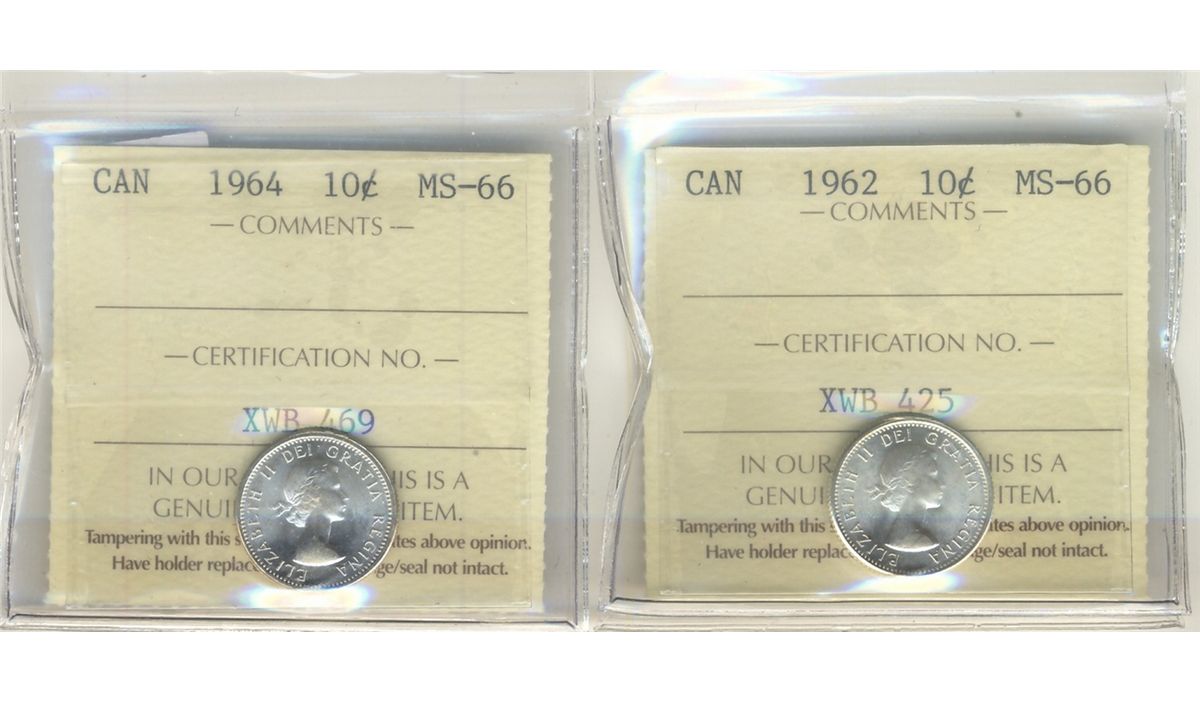 CAN 1964 10¢ MS-66
— COMMENTS —
— CERTIFICATION NO. —
XWB 469
IN OUR HIS IS A
GENUI ITEM.
Tampering with this s tes above opinion.
Have holder replac ge/seal not intact.
ELIZABETH II DEI·GRATIA·REGINA
CAN 1962 10¢ MS-66
— COMMENTS —
— CERTIFICATION NO. —
XWB 425
IN OUR HIS IS A
GENUI ITEM.
Tampering with this s tes above opinion.
Have holder replac ge/seal not intact.
ELIZABETH II DEI GRATIA REGINA